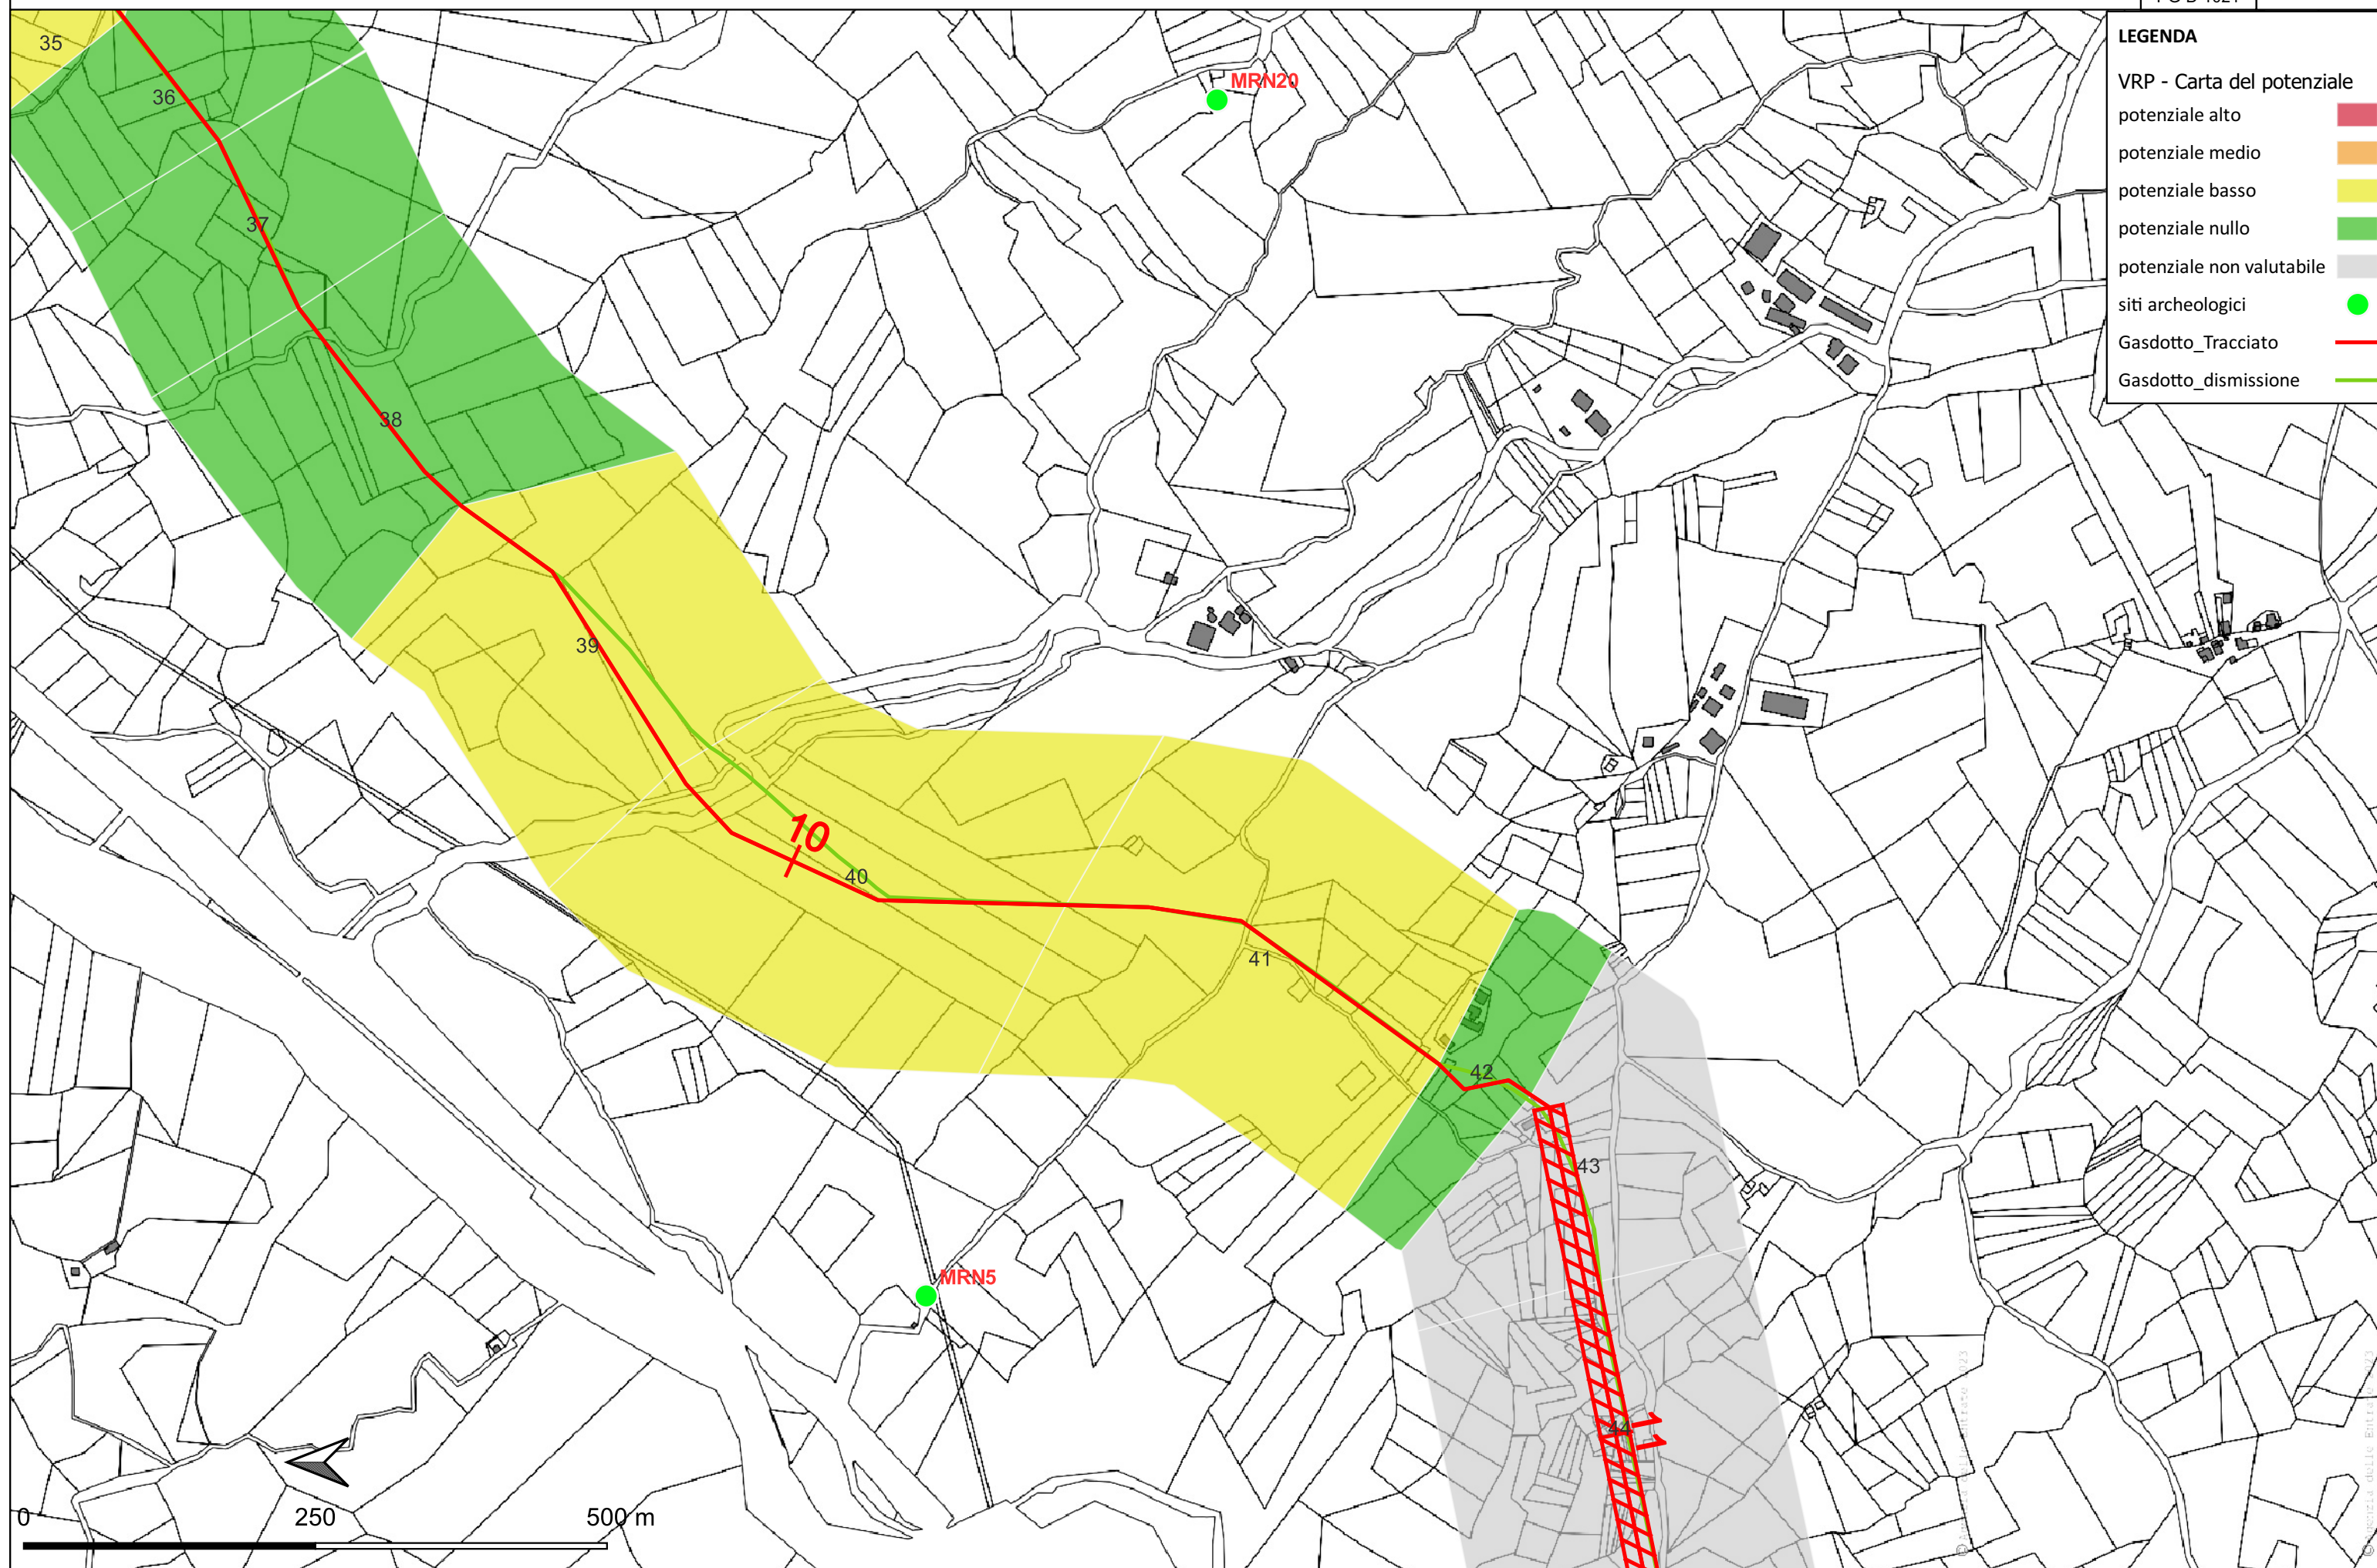 LEGENDA
VRP - Carta del potenziale
potenziale alto
potenziale medio
potenziale basso
potenziale nullo
potenziale non valutabile
siti archeologici
Gasdotto_Tracciato
Gasdotto_dismissione
35
36
MRN20
37
38
39
10
40
41
42
43
MRN5
44
11
0 250 500 m